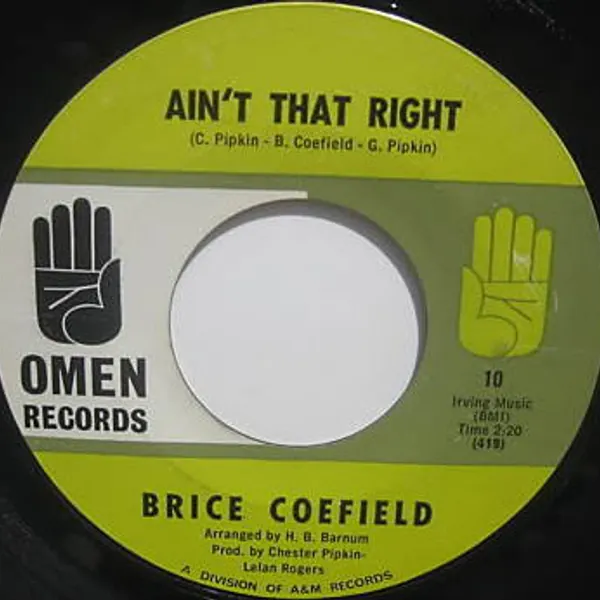 AIN'T THAT RIGHT
(C. Pipkin - B. Coefield - G. Pipkin)
OMEN
RECORDS
10
Irving Music
(BMI)
Time 2:20
(419)
BRICE COEFIELD
Arranged by H. B. Barnum
Prod. by Chester Pipkin-
Lelan Rogers
A DIVISION OF A&M RECORDS